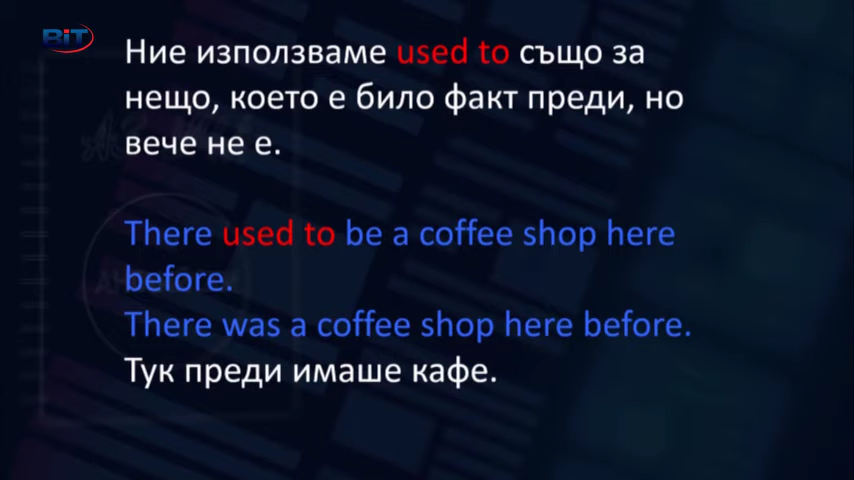 BiT
Ние използваме used to също за
нещо, което е било факт преди, но
вече не е.
There used to be a coffee shop here
before.
There was a coffee shop here before.
Тук преди имаше кафе.